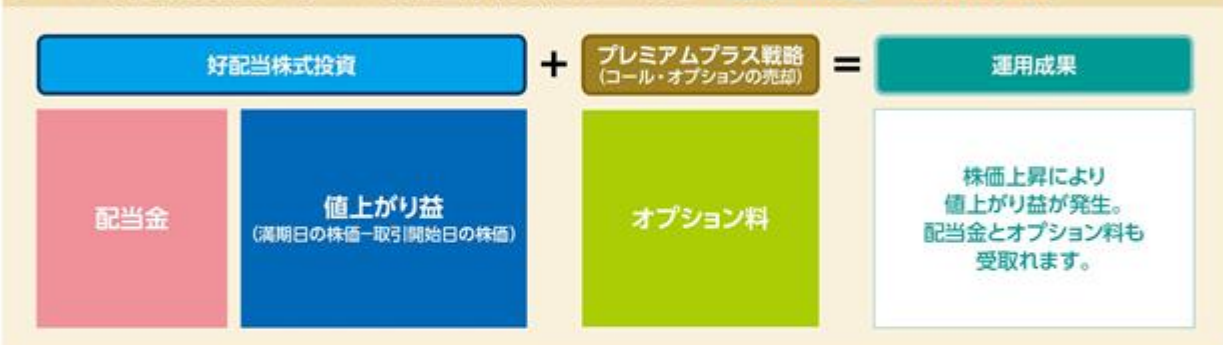 好配当株式投資
+
プレミアムプラス戦略
(コール・オプションの売却)
=
運用成果
配当金
値上がり益
(満期日の株価−取引開始日の株価)
オプション料
株価上昇により
値上がり益が発生。
配当金とオプション料も
受取れます。